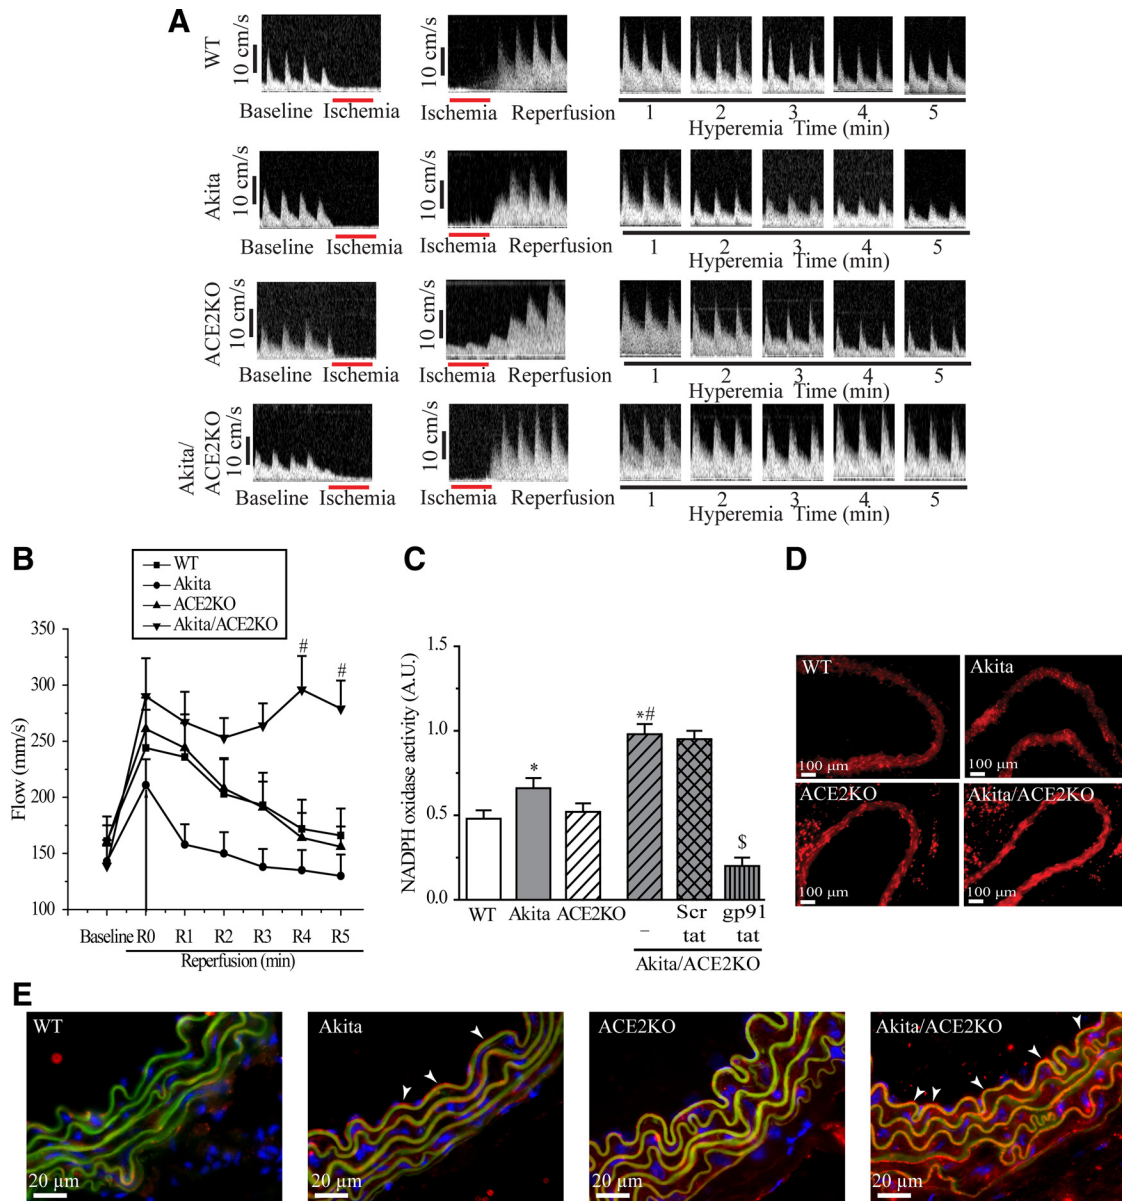 A
WT
10 cm/s
Baseline Ischemia
Ischemia Reperfusion
1 2 3 4 5
Hyperemia Time (min)
Akita
10 cm/s
10 cm/s
Baseline Ischemia
Ischemia Reperfusion
1 2 3 4 5
Hyperemia Time (min)
ACE2KO
10 cm/s
10 cm/s
Baseline Ischemia
Ischemia Reperfusion
1 2 3 4 5
Hyperemia Time (min)
Akita/
ACE2KO
10 cm/s
10 cm/s
Baseline Ischemia
Ischemia Reperfusion
1 2 3 4 5
Hyperemia Time (min)
10 cm/s
B
WT
Akita
ACE2KO
Akita/ACE2KO
Flow (mm/s)
350
300
250
200
150
100
# #
Baseline R0 R1 R2 R3 R4 R5
Reperfusion (min)
C
NADPH oxidase activity (A.U.)
1.5
1.0
0.5
0.0
*
*#
$
WT Akita ACE2KO – Scr tat gp91 tat
Akita/ACE2KO
D
WT
100 µm
Akita
100 µm
ACE2KO
100 µm
Akita/ACE2KO
100 µm
E
WT
20 µm
Akita
20 µm
ACE2KO
20 µm
Akita/ACE2KO
20 µm